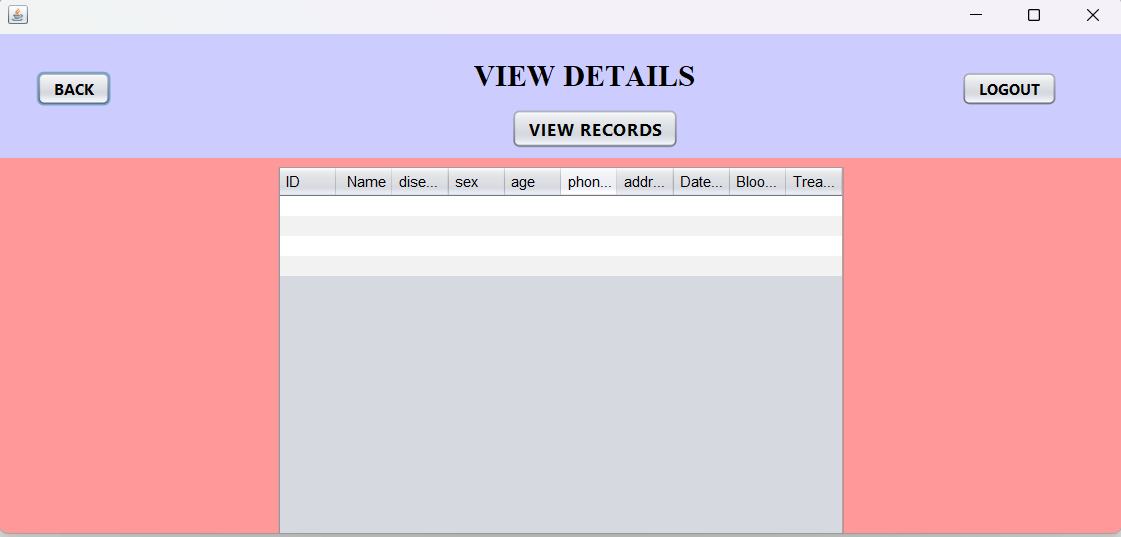 VIEW DETAILS
BACK
LOGOUT
VIEW RECORDS
ID Name dise... sex age phon... addr... Date... Bloo... Trea...